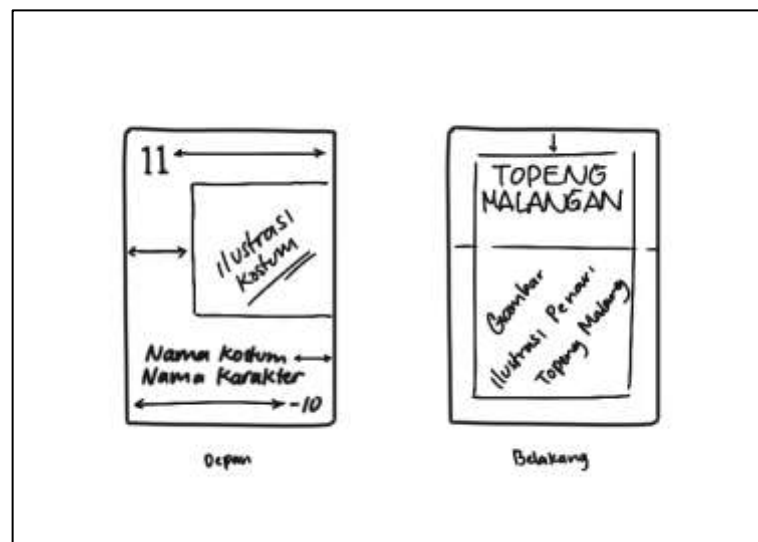 11
Ilustrasi
Kostum
Nama Kostum
Nama Karakter
-10
Depan
TOPENG
MALANGAN
Gambar
Ilustrasi Penari
Topeng Malang
Belakang